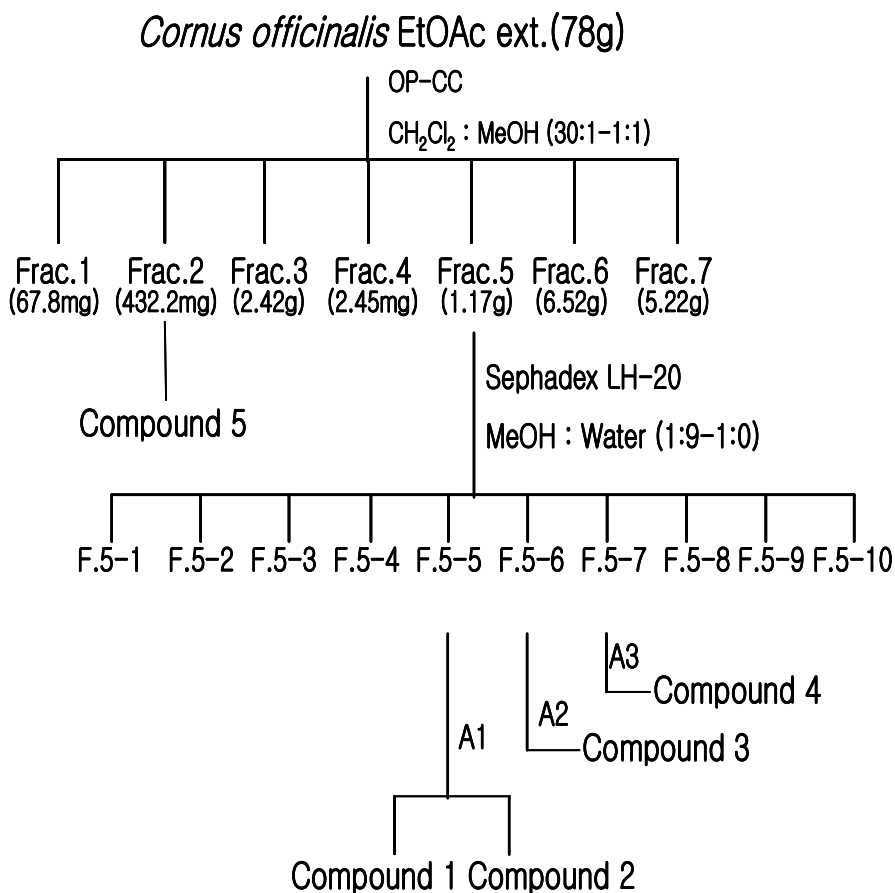 Cornus officinalis EtOAc ext.(78g)
OP-CC
CH₂Cl₂ : MeOH (30:1-1:1)
Frac.1 Frac.2 Frac.3 Frac.4 Frac.5 Frac.6 Frac.7
(67.8mg) (432.2mg) (2.42g) (2.45mg) (1.17g) (6.52g) (5.22g)
Sephadex LH-20
Compound 5
MeOH : Water (1:9-1:0)
F.5-1 F.5-2 F.5-3 F.5-4 F.5-5 F.5-6 F.5-7 F.5-8 F.5-9 F.5-10
A3
Compound 4
A2
A1
Compound 3
Compound 1 Compound 2